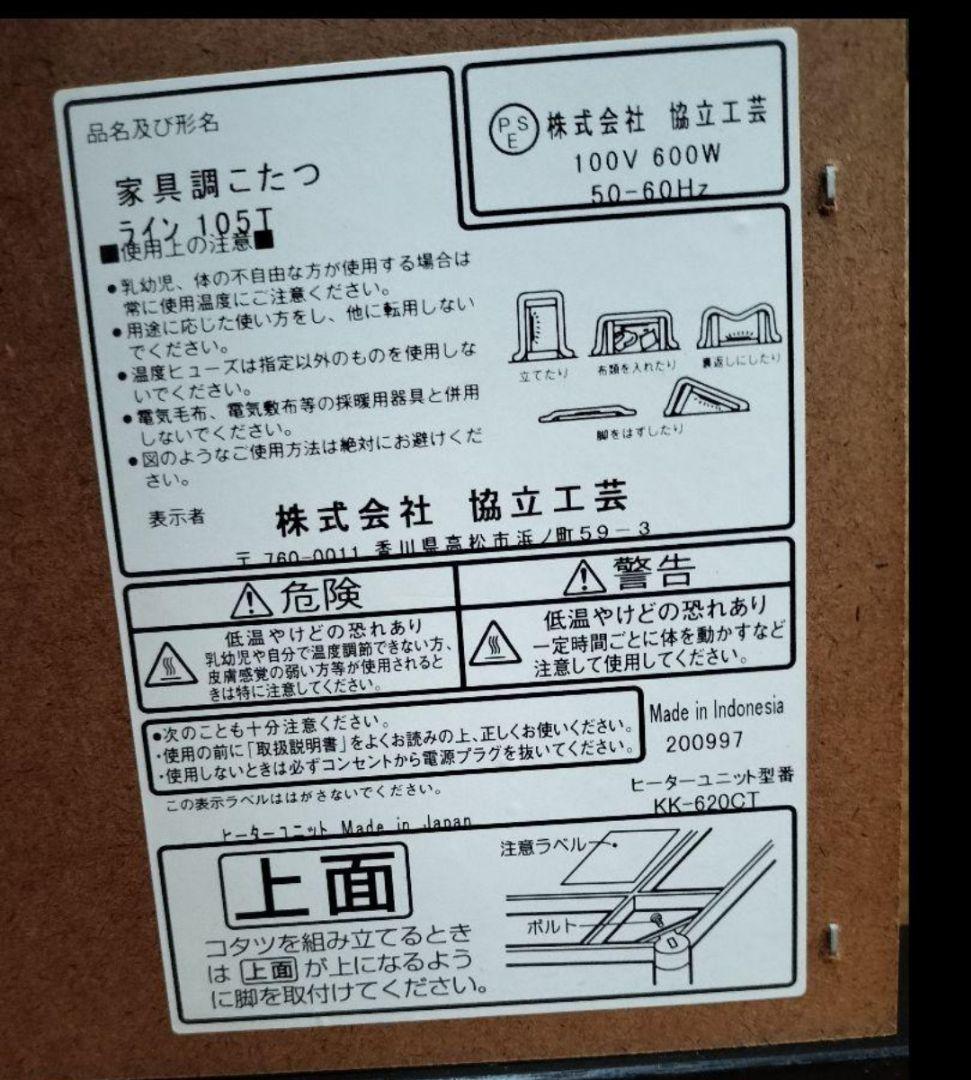 品名及び形名
家具調こたつ
ライン 105T
PSE 株式会社 協立工芸
100V 600W
50-60Hz
■使用上の注意■
●乳幼児、体の不自由な方が使用する場合は
常に使用温度にご注意ください。
●用途に応じた使い方をし、他に転用しない
でください。
●温度ヒューズは指定以外のものを使用しな
いでください。
●電気毛布、電気敷布等の採暖用器具と併用
しないでください。
●図のようなご使用方法は絶対にお避けくだ
さい。
立てたり 布類を入れたり 裏返しにしたり
脚をはずしたり
表示者 株式会社 協立工芸
〒 760-0011 香川県高松市浜ノ町59-3
危険
低温やけどの恐れあり
乳幼児や自分で温度調節できない方、
皮膚感覚の弱い方等が使用されると
きは特に注意してください。
警告
低温やけどの恐れあり
一定時間ごとに体を動かすなど
注意して使用してください。
●次のことも十分注意ください。
・使用の前に「取扱説明書」をよくお読みの上、正しくお使いください。
・使用しないときは必ずコンセントから電源プラグを抜いてください。
Made in Indonesia
200997
この表示ラベルははがさないでください。
ヒーターユニット型番
KK-620CT
ヒーターユニット Made in Japan
上面
コタツを組み立てるとき
は 上面 が上になるよう
に脚を取付けてください。
注意ラベル
ボルト